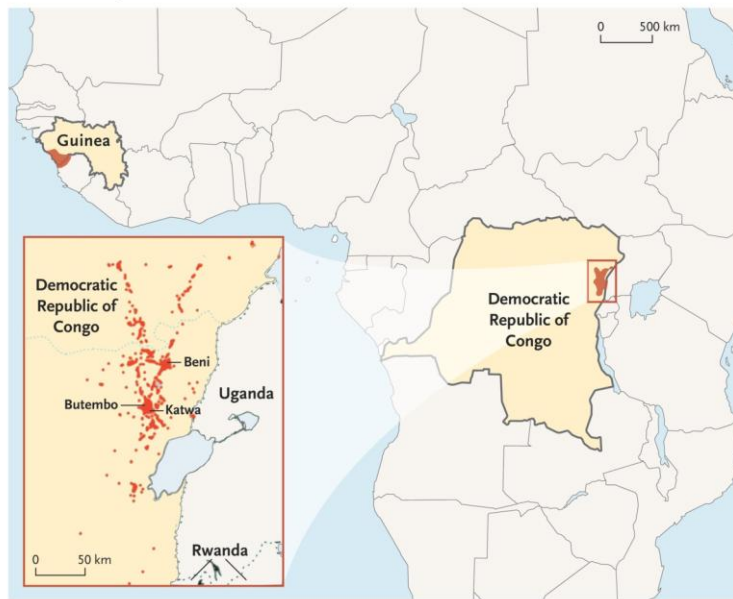 0 500 km
Guinea
Democratic
Republic of
Congo
Beni
Butembo
Katwa
Uganda
Rwanda
0 50 km
Democratic
Republic of
Congo